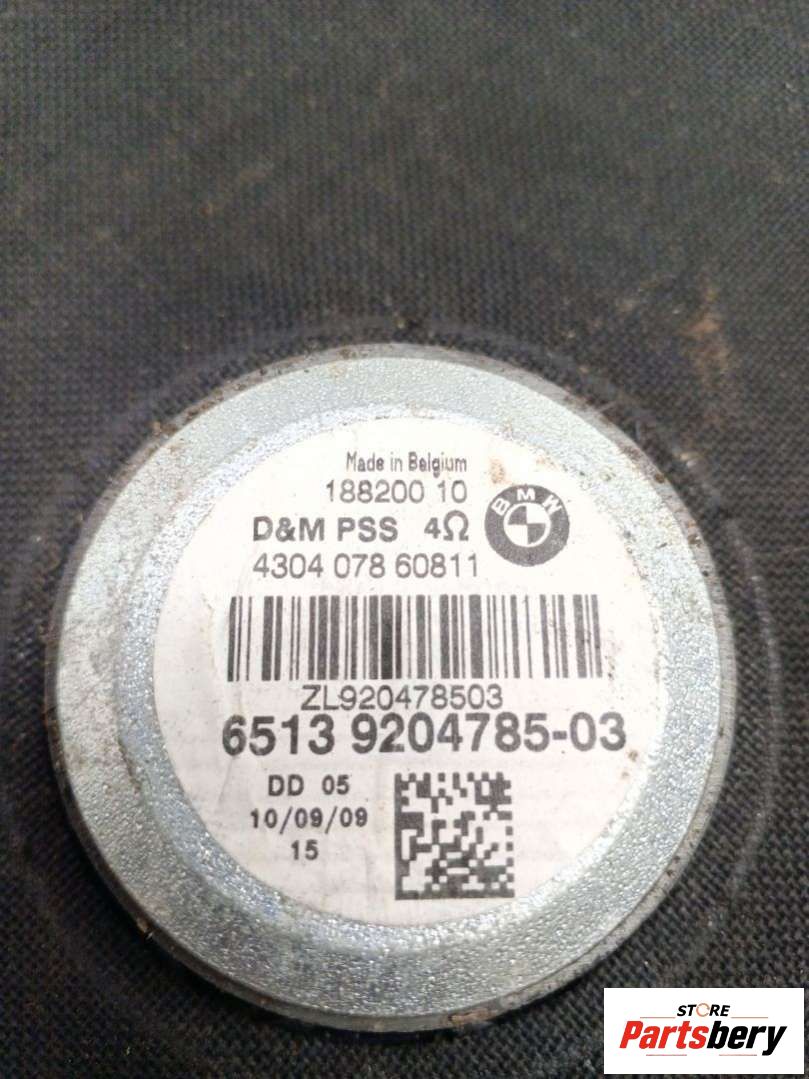 Made in Belgium
188200 10
D&M PSS 4Ω
BMW
4304 078 60811
ZL920478503
6513 9204785-03
DD 05
10/09/09
15
STORE
Partsbery